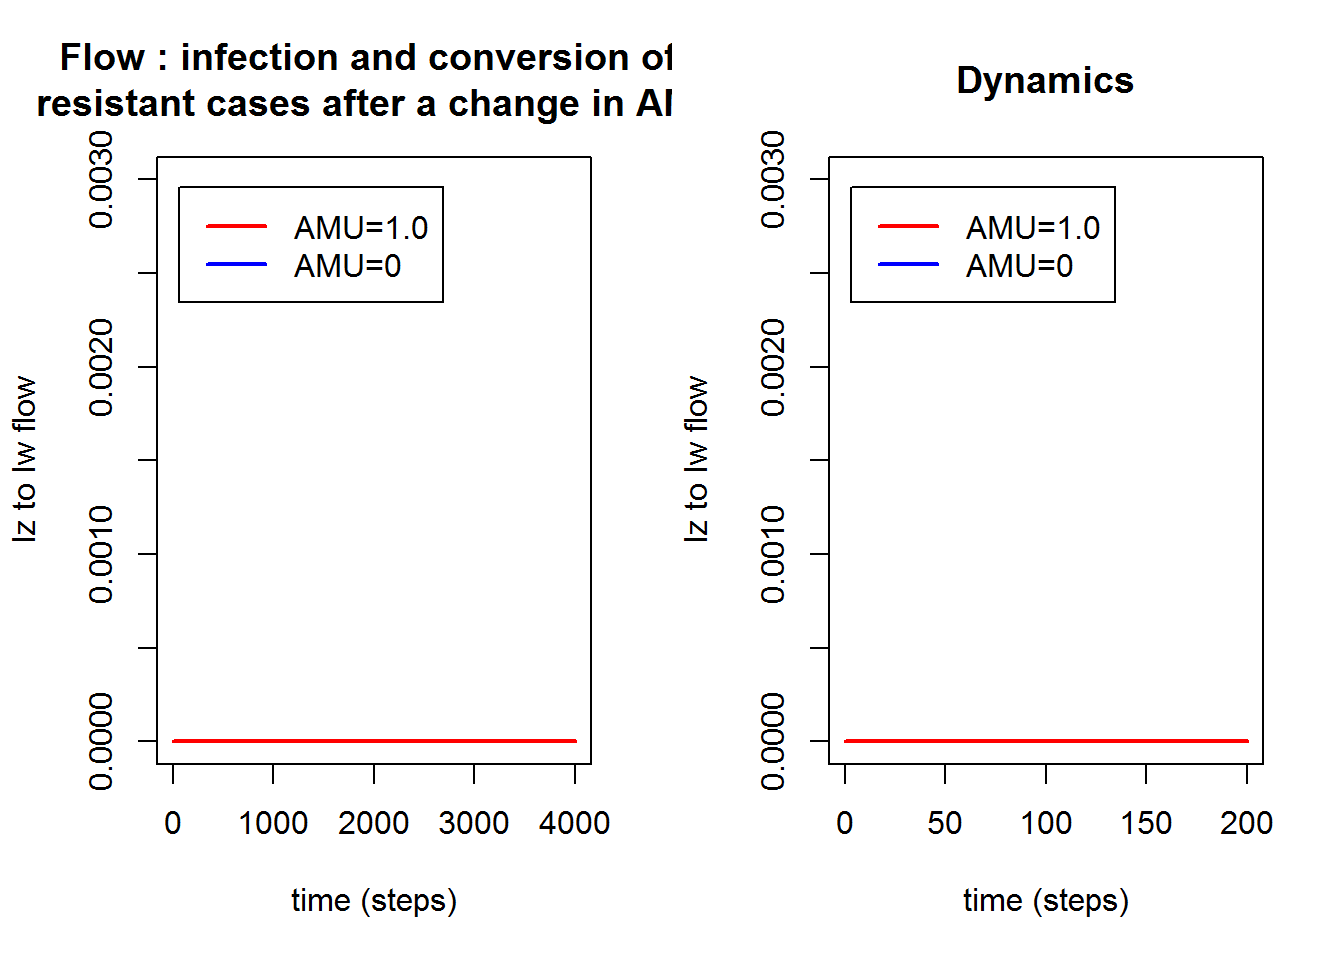 Flow : infection and conversion of
resistant cases after a change in
Iz to Iw flow
0.0000
0.0010
0.0020
0.0030
AMU=1.0
AMU=0
0
1000
2000
3000
4000
time (steps)
Dynamics
Iz to Iw flow
0.0000
0.0010
0.0020
0.0030
AMU=1.0
AMU=0
0
50
100
150
200
time (steps)